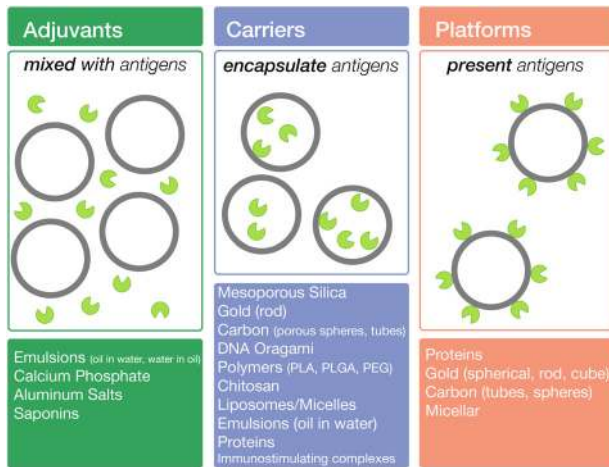 Adjuvants
mixed with antigens
Emulsions (oil in water, water in oil)
Calcium Phosphate
Aluminum Salts
Saponins
Carriers
encapsulate antigens
Mesoporous Silica
Gold (rod)
Carbon (porous spheres, tubes)
DNA Oragami
Polymers (PLA, PLGA, PEG)
Chitosan
Liposomes/Micelles
Emulsions (oil in water)
Proteins
Immunostimulating complexes
Platforms
present antigens
Proteins
Gold (spherical, rod, cube)
Carbon (tubes, spheres)
Micellar